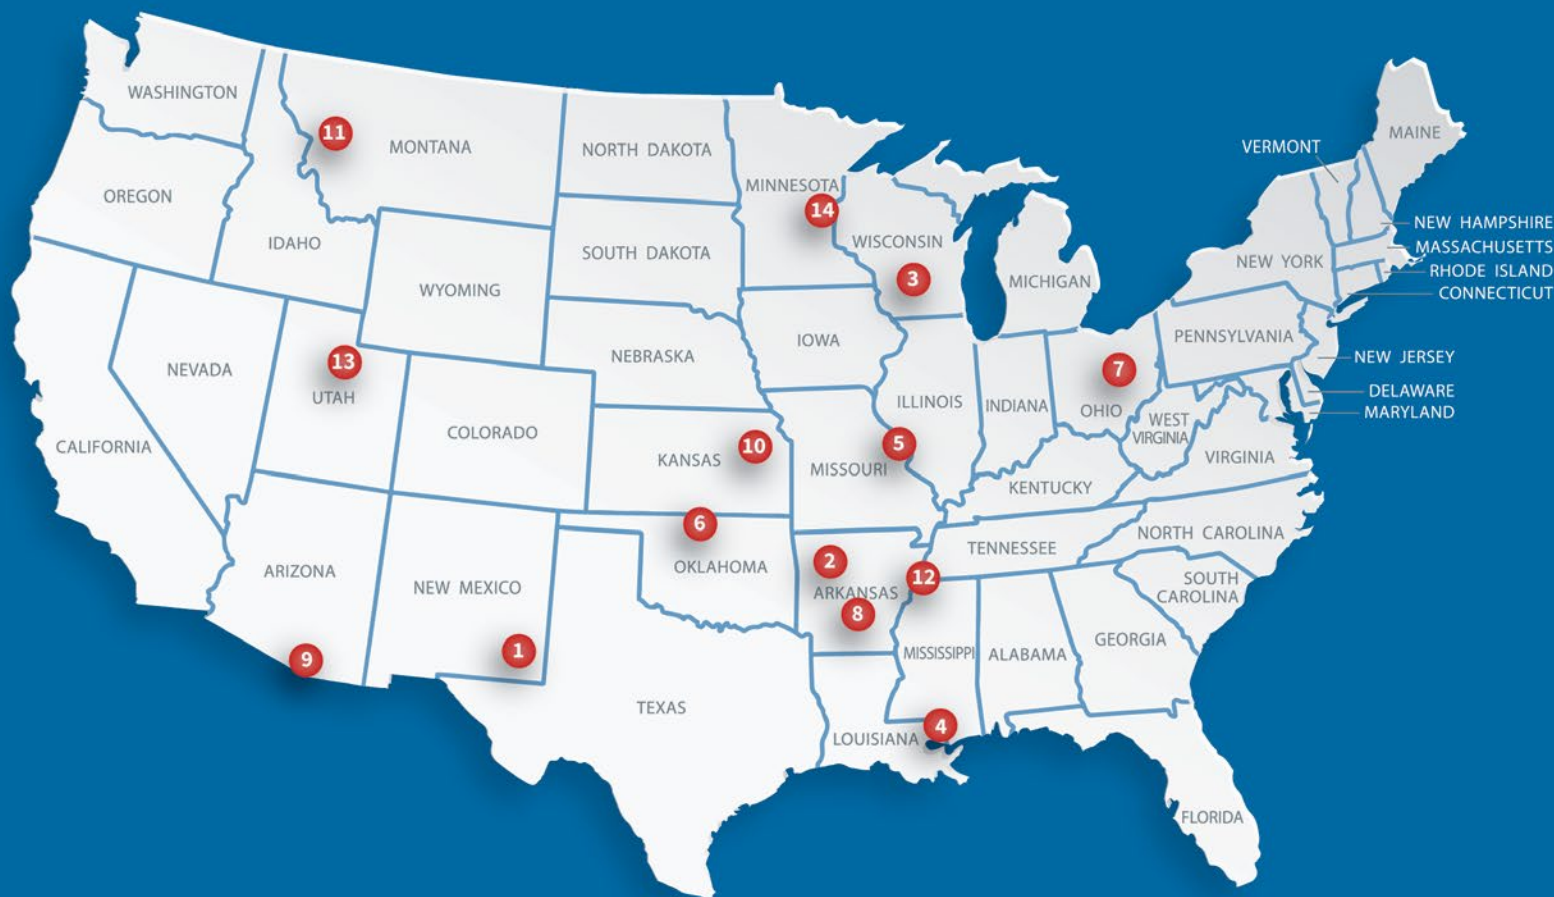 WASHINGTON
MAINE
11
MONTANA
NORTH DAKOTA
VERMONT
MINNESOTA
OREGON
14
NEW HAMPSHIRE
IDAHO
WISCONSIN
MASSACHUSETTS
SOUTH DAKOTA
NEW YORK
RHODE ISLAND
3
MICHIGAN
WYOMING
CONNECTICUT
PENNSYLVANIA
IOWA
NEBRASKA
NEW JERSEY
13
NEVADA
7
UTAH
DELAWARE
ILLINOIS
INDIANA
OHIO
MARYLAND
WEST
VIRGINIA
COLORADO
CALIFORNIA
10
5
KANSAS
MISSOURI
VIRGINIA
KENTUCKY
6
NORTH CAROLINA
TENNESSEE
2
OKLAHOMA
ARIZONA
12
SOUTH
CAROLINA
NEW MEXICO
ARKANSAS
8
GEORGIA
1
MISSISSIPPI
ALABAMA
9
TEXAS
4
LOUISIANA
FLORIDA